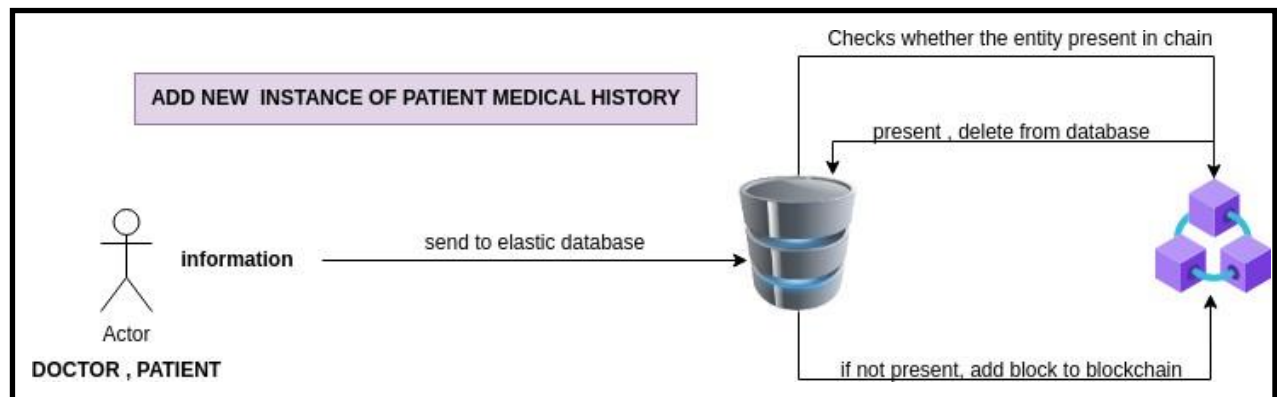 Checks whether the entity present in chain
ADD NEW  INSTANCE OF PATIENT MEDICAL HISTORY
present , delete from database
send to elastic database
information
Actor
DOCTOR , PATIENT
if not present, add block to blockchain